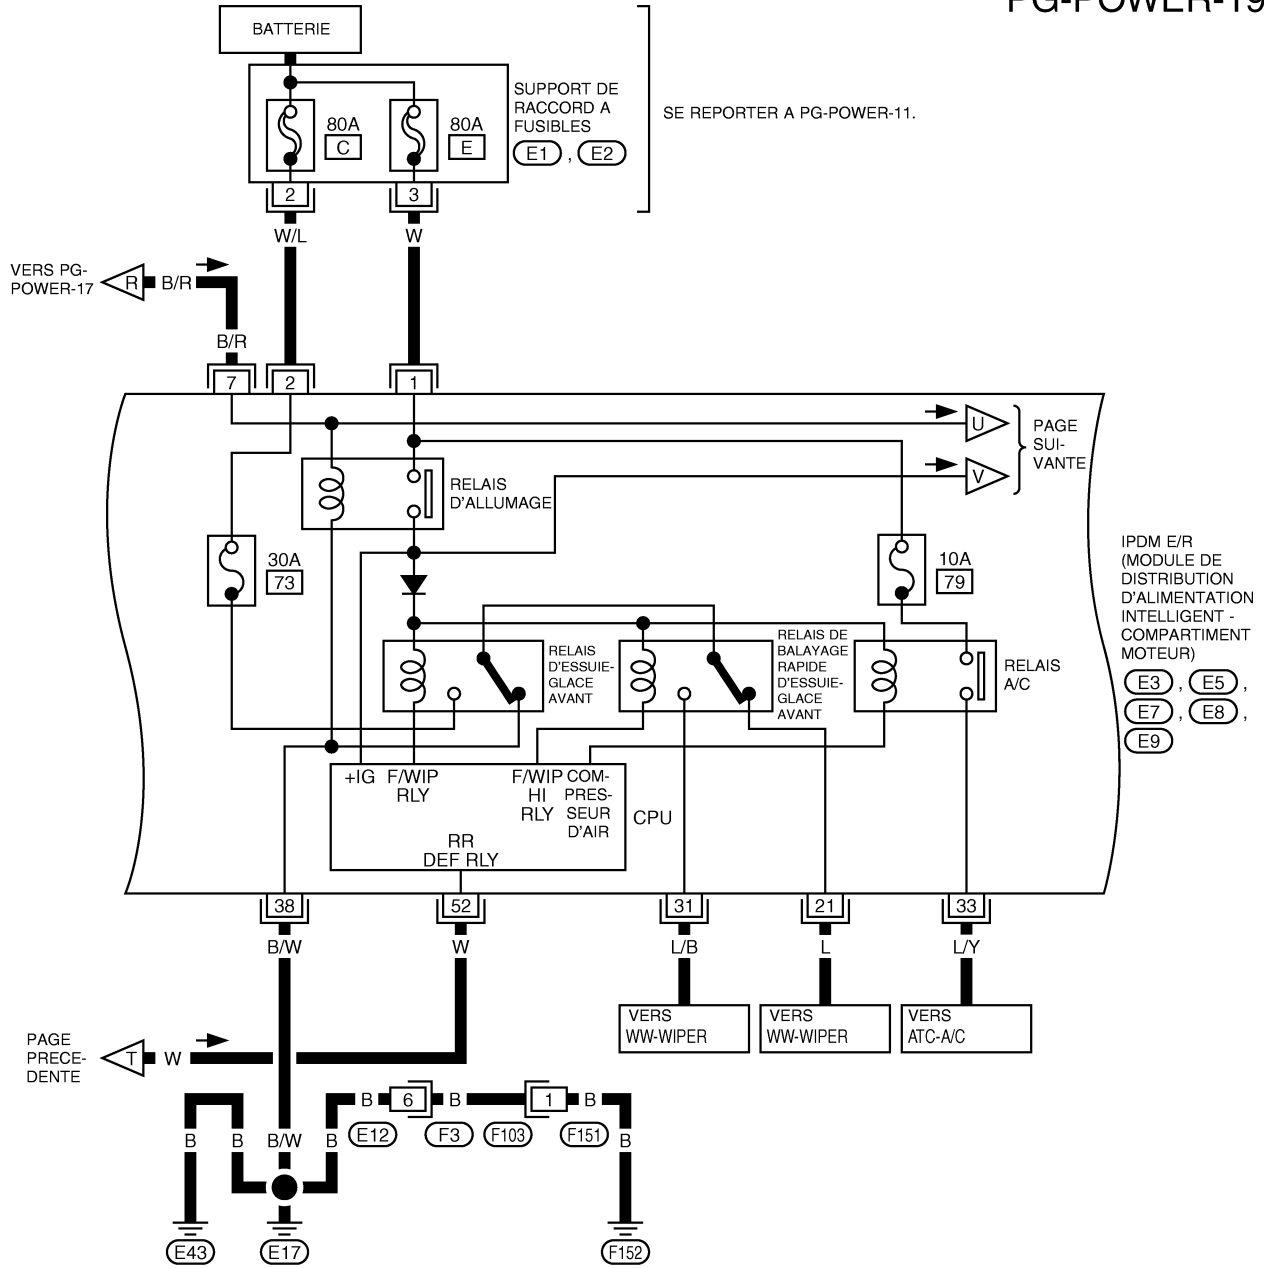 PG-POWER-19
BATTERIE
SUPPORT DE
RACCORD A
FUSIBLES
E1 , E2
80A
C
80A
E
SE REPORTER A PG-POWER-11.
2
3
W/L
W
VERS PG-
POWER-17
R
B/R
B/R
7
2
1
U
V
PAGE
SUI-
VANTE
RELAIS
D'ALLUMAGE
30A
73
10A
79
IPDM E/R
(MODULE DE
DISTRIBUTION
D'ALIMENTATION
INTELLIGENT -
COMPARTIMENT
MOTEUR)
E3 , E5 ,
E7 , E8 ,
E9
RELAIS
D'ESSUIE-
GLACE
AVANT
RELAIS DE
BALAYAGE
RAPIDE
D'ESSUIE-
GLACE
AVANT
RELAIS
A/C
+IG
F/WIP
RLY
F/WIP
HI
RLY
COM-
PRES-
SEUR
D'AIR
CPU
RR
DEF RLY
38
52
31
21
33
B/W
W
L/B
L
L/Y
VERS
WW-WIPER
VERS
WW-WIPER
VERS
ATC-A/C
PAGE
PRECE-
DENTE
T
W
B
6
B
1
B
E12
F3
F103
F151
B
B
B/W
B
B
E43
E17
F152